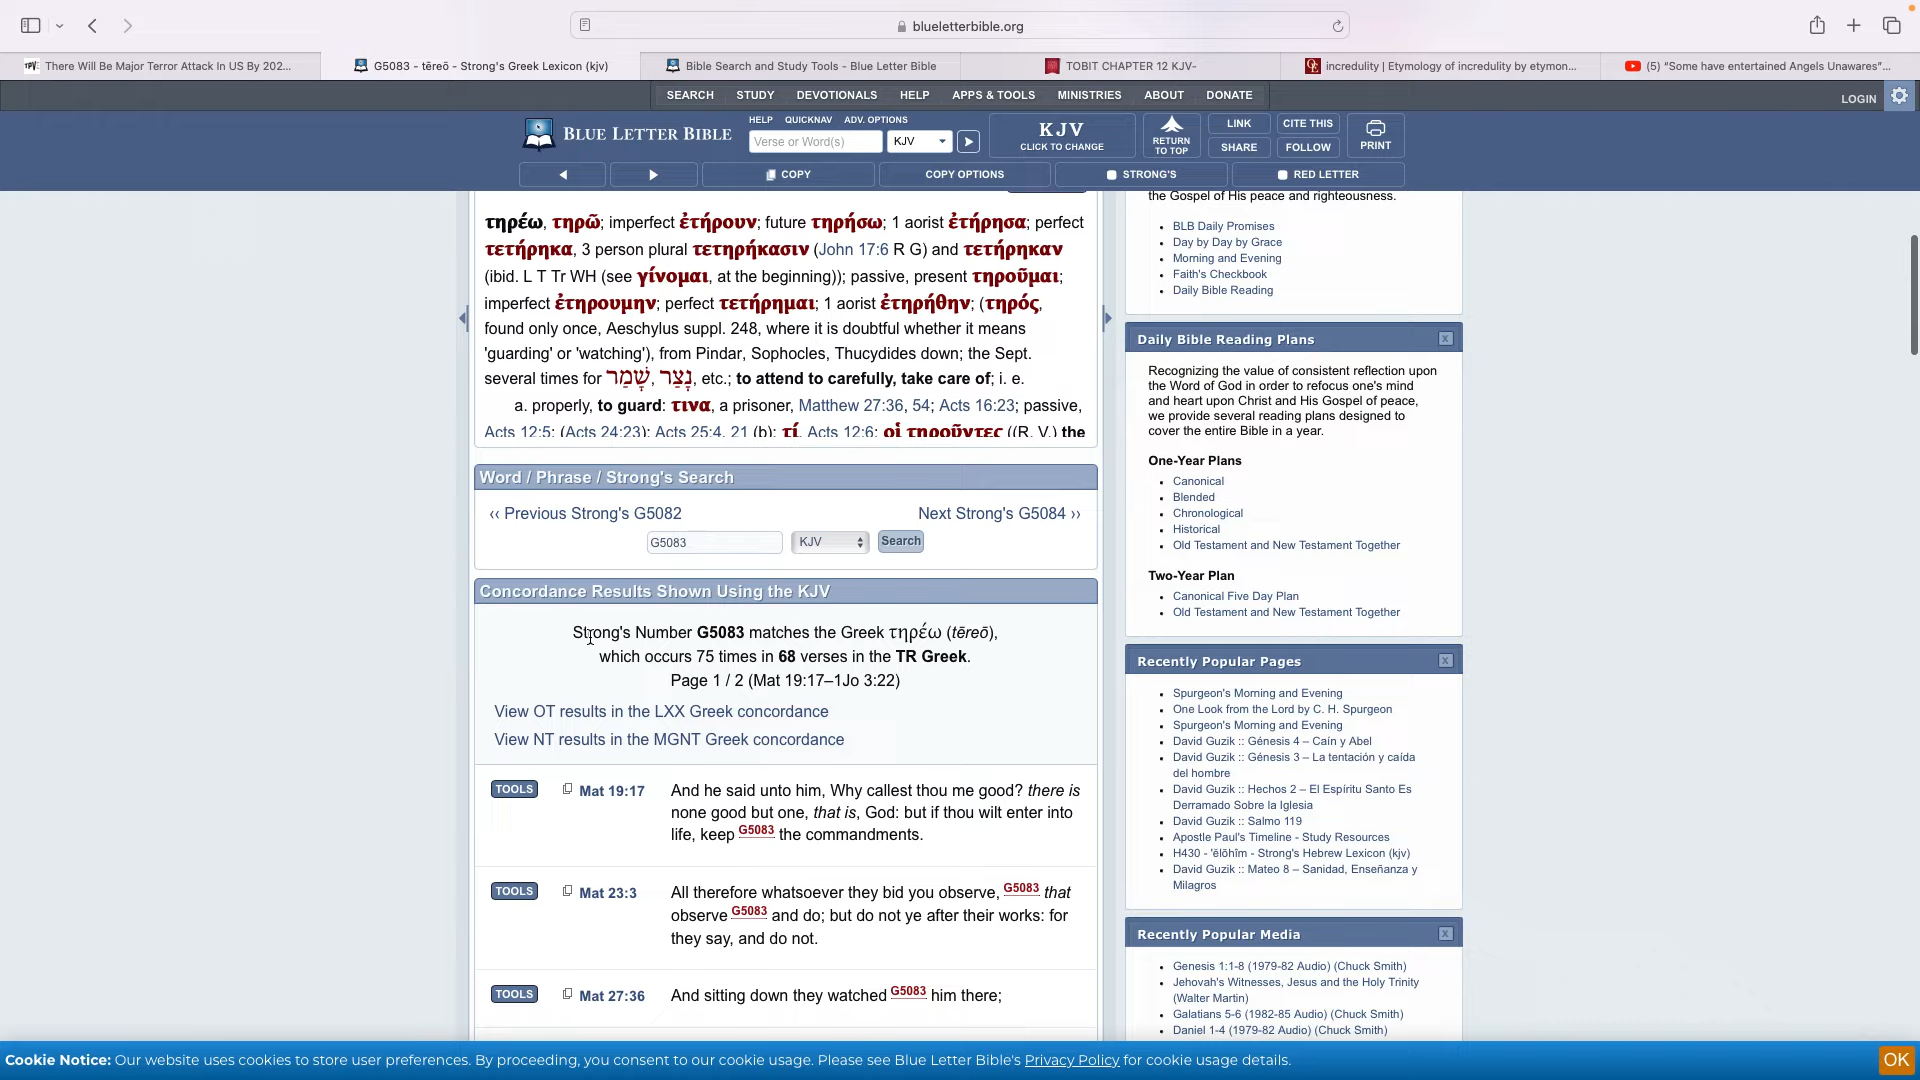 blueletterbible.org
There Will Be Major Terror Attack In US By 202...
G5083 - tēreō - Strong's Greek Lexicon (kjv)
Bible Search and Study Tools - Blue Letter Bible
TOBIT CHAPTER 12 KJV-
incredulity | Etymology of incredulity by etymon...
(5) “Some have entertained Angels Unawares”...
SEARCH STUDY DEVOTIONALS HELP APPS & TOOLS MINISTRIES ABOUT DONATE
LOGIN
BLUE LETTER BIBLE
HELP QUICKNAV ADV. OPTIONS
Verse or Word(s) KJV
KJV
CLICK TO CHANGE
RETURN
TO TOP
LINK CITE THIS
SHARE FOLLOW
PRINT
COPY COPY OPTIONS STRONG'S RED LETTER
τηρέω, τηρῶ; imperfect ἐτήρουν; future τηρήσω; 1 aorist ἐτήρησα; perfect
τετήρηκα, 3 person plural τετηρήκασιν (John 17:6 R G) and τετήρηκαν
(ibid. L T Tr WH (see γίνομαι, at the beginning)); passive, present τηροῦμαι;
imperfect ἐτηρουμην; perfect τετήρημαι; 1 aorist ἐτηρήθην; (τηρός,
found only once, Aeschylus suppl. 248, where it is doubtful whether it means
'guarding' or 'watching'), from Pindar, Sophocles, Thucydides down; the Sept.
several times for שָׁמַר, נָצַר, etc.; to attend to carefully, take care of; i. e.
a. properly, to guard: τινα, a prisoner, Matthew 27:36, 54; Acts 16:23; passive,
Acts 12:5; (Acts 24:23); Acts 25:4, 21 (b); τί, Acts 12:6; οἱ τηροῦντες ((R. V.) the
Word / Phrase / Strong's Search
‹‹ Previous Strong's G5082 Next Strong's G5084 ››
G5083 KJV Search
Concordance Results Shown Using the KJV
Strong's Number G5083 matches the Greek τηρέω (tēreō),
which occurs 75 times in 68 verses in the TR Greek.
Page 1 / 2 (Mat 19:17–1Jo 3:22)
View OT results in the LXX Greek concordance
View NT results in the MGNT Greek concordance
TOOLS Mat 19:17 And he said unto him, Why callest thou me good? there is
none good but one, that is, God: but if thou wilt enter into
life, keep G5083 the commandments.
TOOLS Mat 23:3 All therefore whatsoever they bid you observe, G5083 that
observe G5083 and do; but do not ye after their works: for
they say, and do not.
TOOLS Mat 27:36 And sitting down they watched G5083 him there;
the Gospel of His peace and righteousness.
BLB Daily Promises
Day by Day by Grace
Morning and Evening
Faith's Checkbook
Daily Bible Reading
Daily Bible Reading Plans x
Recognizing the value of consistent reflection upon
the Word of God in order to refocus one's mind
and heart upon Christ and His Gospel of peace,
we provide several reading plans designed to
cover the entire Bible in a year.
One-Year Plans
Canonical
Blended
Chronological
Historical
Old Testament and New Testament Together
Two-Year Plan
Canonical Five Day Plan
Old Testament and New Testament Together
Recently Popular Pages x
Spurgeon's Morning and Evening
One Look from the Lord by C. H. Spurgeon
Spurgeon's Morning and Evening
David Guzik :: Génesis 4 – Caín y Abel
David Guzik :: Génesis 3 – La tentación y caída
del hombre
David Guzik :: Hechos 2 – El Espíritu Santo Es
Derramado Sobre la Iglesia
David Guzik :: Salmo 119
Apostle Paul's Timeline - Study Resources
H430 - 'ĕlōhîm - Strong's Hebrew Lexicon (kjv)
David Guzik :: Mateo 8 – Sanidad, Enseñanza y
Milagros
Recently Popular Media x
Genesis 1:1-8 (1979-82 Audio) (Chuck Smith)
Jehovah's Witnesses, Jesus and the Holy Trinity
(Walter Martin)
Galatians 5-6 (1982-85 Audio) (Chuck Smith)
Daniel 1-4 (1979-82 Audio) (Chuck Smith)
Cookie Notice: Our website uses cookies to store user preferences. By proceeding, you consent to our cookie usage. Please see Blue Letter Bible's Privacy Policy for cookie usage details. OK